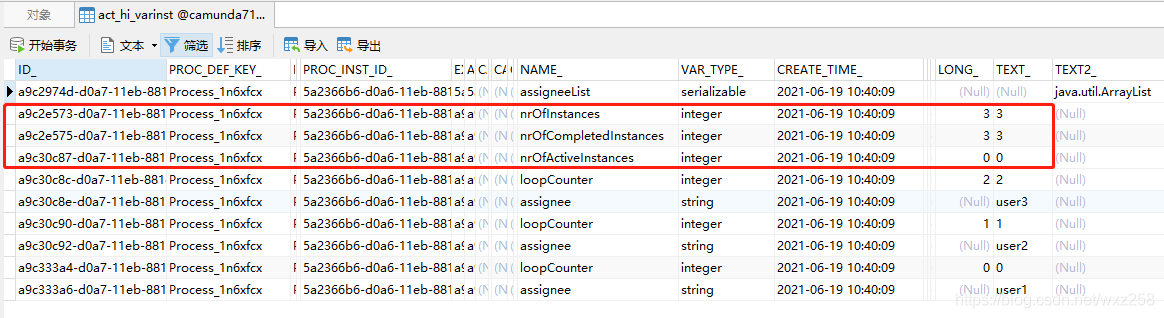 对象 act_hi_varinst @camunda71...
开始事务 文本 筛选 排序 导入 导出
ID_ PROC_DEF_KEY_ PROC_INST_ID_ NAME_ VAR_TYPE_ CREATE_TIME_ LONG_ TEXT_ TEXT2_
a9c2974d-d0a7-11eb-881 Process_1n6xfcx 5a2366b6-d0a6-11eb-881 assigneeList serializable 2021-06-19 10:40:09 (Null) (Null) java.util.ArrayList
a9c2e573-d0a7-11eb-881 Process_1n6xfcx 5a2366b6-d0a6-11eb-881 nrOfInstances integer 2021-06-19 10:40:09 3 3 (Null)
a9c2e575-d0a7-11eb-881 Process_1n6xfcx 5a2366b6-d0a6-11eb-881 nrOfCompletedInstances integer 2021-06-19 10:40:09 3 3 (Null)
a9c30c87-d0a7-11eb-881 Process_1n6xfcx 5a2366b6-d0a6-11eb-881 nrOfActiveInstances integer 2021-06-19 10:40:09 0 0 (Null)
a9c30c8c-d0a7-11eb-881 Process_1n6xfcx 5a2366b6-d0a6-11eb-881 loopCounter integer 2021-06-19 10:40:09 2 2 (Null)
a9c30c8e-d0a7-11eb-881 Process_1n6xfcx 5a2366b6-d0a6-11eb-881 assignee string 2021-06-19 10:40:09 (Null) user3 (Null)
a9c30c90-d0a7-11eb-881 Process_1n6xfcx 5a2366b6-d0a6-11eb-881 loopCounter integer 2021-06-19 10:40:09 1 1 (Null)
a9c30c92-d0a7-11eb-881 Process_1n6xfcx 5a2366b6-d0a6-11eb-881 assignee string 2021-06-19 10:40:09 (Null) user2 (Null)
a9c333a4-d0a7-11eb-881 Process_1n6xfcx 5a2366b6-d0a6-11eb-881 loopCounter integer 2021-06-19 10:40:09 0 0 (Null)
a9c333a6-d0a7-11eb-881 Process_1n6xfcx 5a2366b6-d0a6-11eb-881 assignee string 2021-06-19 10:40:09 (Null) user1 (Null)
https://blog.csdn.net/wxz258